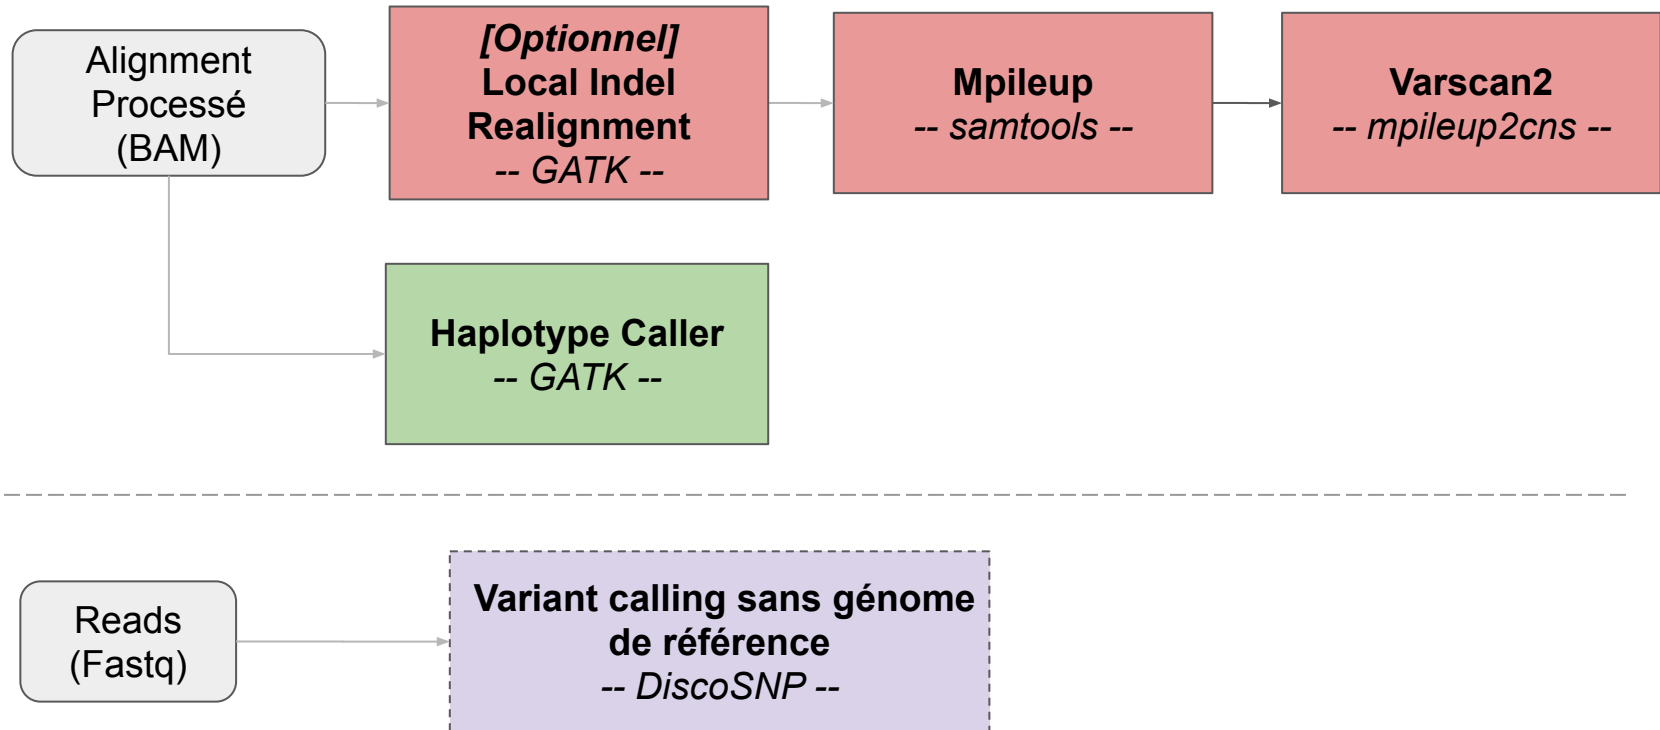 Alignment
Processé
(BAM)
[Optionnel]
Local Indel
Realignment
-- GATK --
Mpileup
-- samtools --
Varscan2
-- mpileup2cns --
Haplotype Caller
-- GATK --
Reads
(Fastq)
Variant calling sans génome
de référence
-- DiscoSNP --